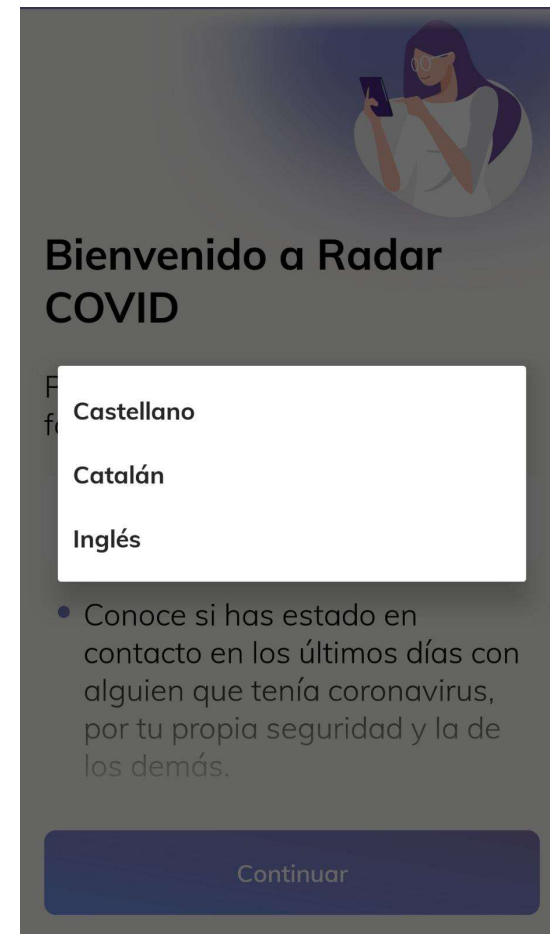 Bienvenido a Radar
COVID
Castellano
Catalán
Inglés
Conoce si has estado en
contacto en los últimos días con
alguien que tenía coronavirus,
por tu propia seguridad y la de
los demás.
Continuar